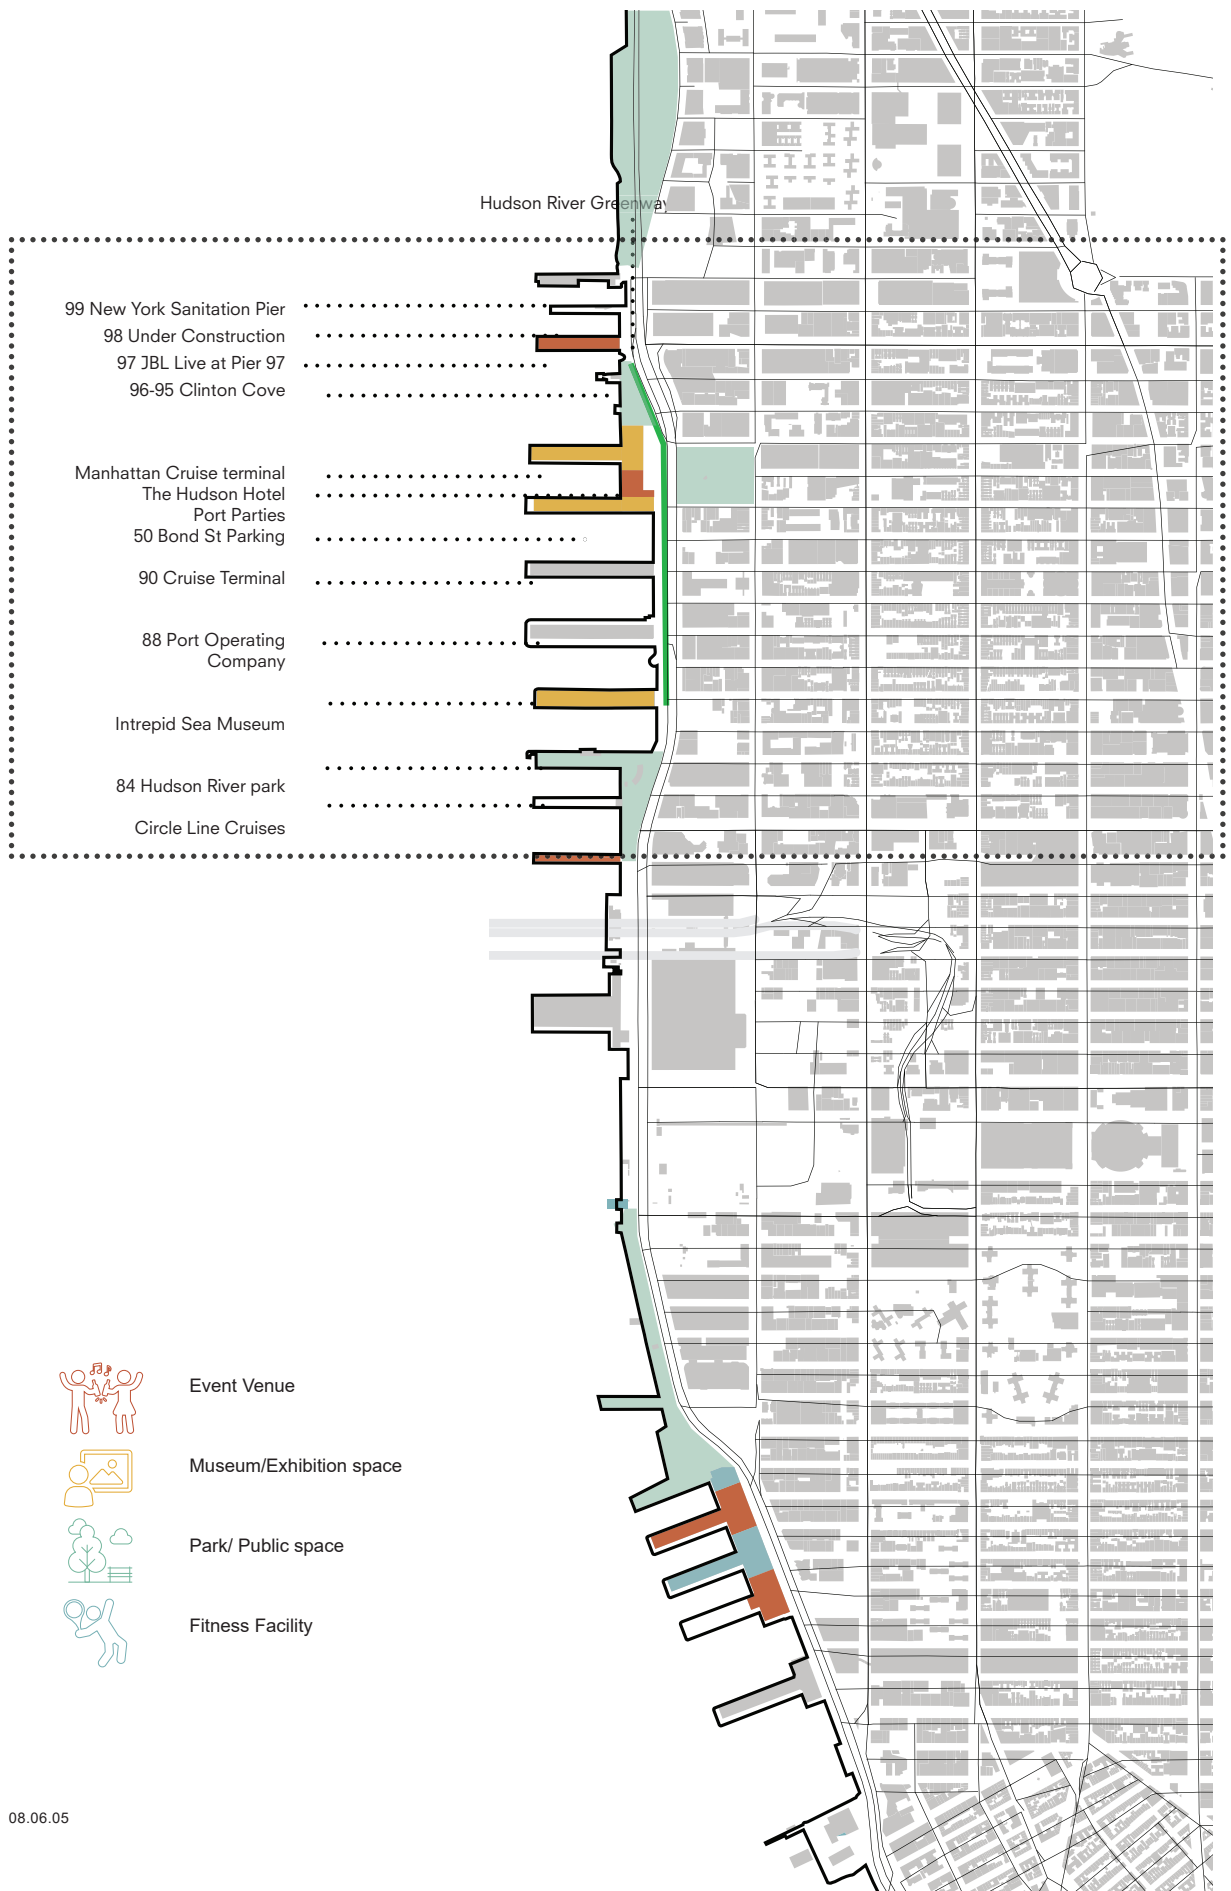 Hudson River Greenway
99 New York Sanitation Pier
98 Under Construction
97 JBL Live at Pier 97
96-95 Clinton Cove
Manhattan Cruise terminal
The Hudson Hotel
Port Parties
50 Bond St Parking
90 Cruise Terminal
88 Port Operating
Company
Intrepid Sea Museum
84 Hudson River park
Circle Line Cruises
Event Venue
Museum/Exhibition space
Park/ Public space
Fitness Facility
08.06.05